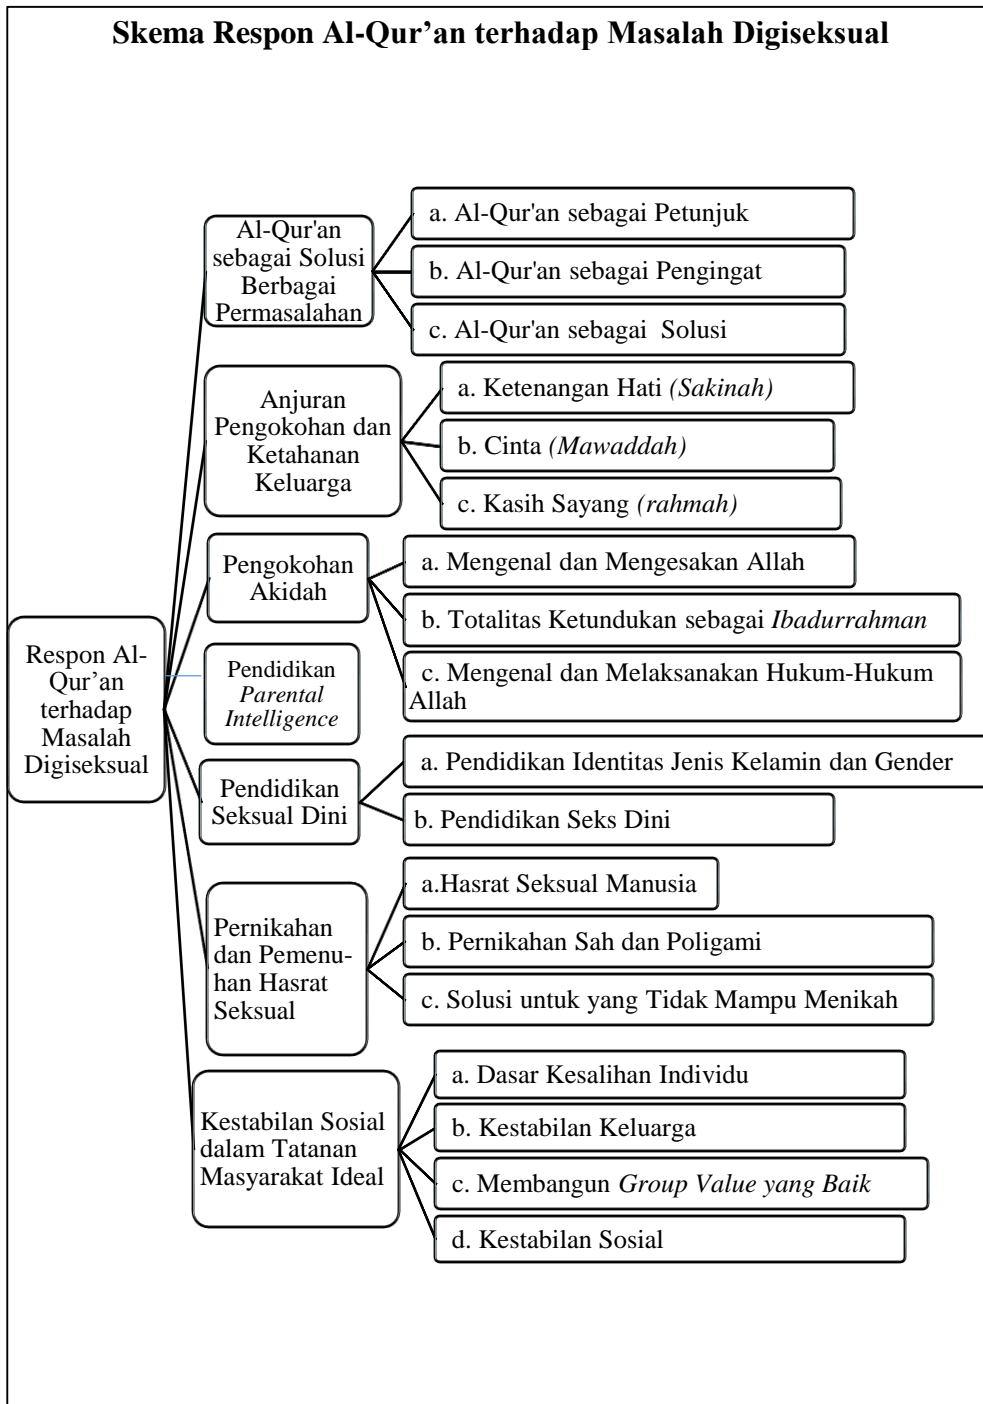 Skema Respon Al-Qur’an terhadap Masalah Digiseksual
Respon Al-
Qur’an
terhadap
Masalah
Digiseksual
Al-Qur'an
sebagai Solusi
Berbagai
Permasalahan
a. Al-Qur'an sebagai Petunjuk
b. Al-Qur'an sebagai Pengingat
c. Al-Qur'an sebagai  Solusi
Anjuran
Pengokohan dan
Ketahanan
Keluarga
a. Ketenangan Hati (Sakinah)
b. Cinta (Mawaddah)
c. Kasih Sayang (rahmah)
Pengokohan
Akidah
a. Mengenal dan Mengesakan Allah
b. Totalitas Ketundukan sebagai Ibadurrahman
c. Mengenal dan Melaksanakan Hukum-Hukum
Allah
Pendidikan
Parental
Intelligence
Pendidikan
Seksual Dini
a. Pendidikan Identitas Jenis Kelamin dan Gender
b. Pendidikan Seks Dini
Pernikahan
dan Pemenu-
han Hasrat
Seksual
a.Hasrat Seksual Manusia
b. Pernikahan Sah dan Poligami
c. Solusi untuk yang Tidak Mampu Menikah
Kestabilan Sosial
dalam Tatanan
Masyarakat Ideal
a. Dasar Kesalihan Individu
b. Kestabilan Keluarga
c. Membangun Group Value yang Baik
d. Kestabilan Sosial